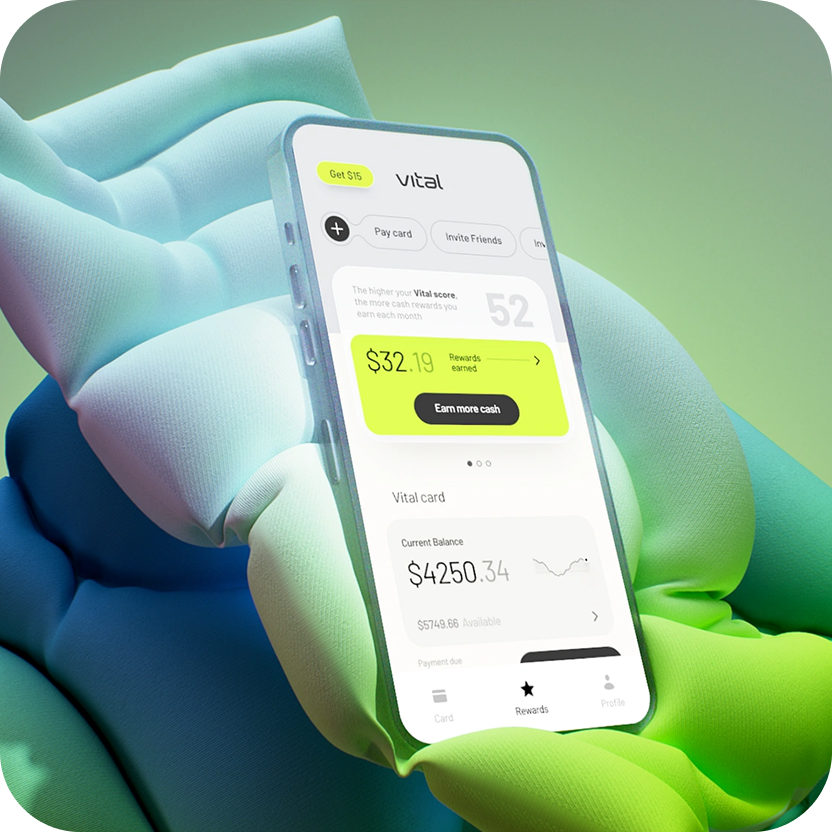 Get $15
vital
Pay card
Invite Friends
Inv
The higher your Vital score,
the more cash rewards you
earn each month
52
$32.19
Rewards
earned
Earn more cash
Vital card
Current Balance
$4250.34
$5749.66 Available
Payment due
Card
Rewards
Profile